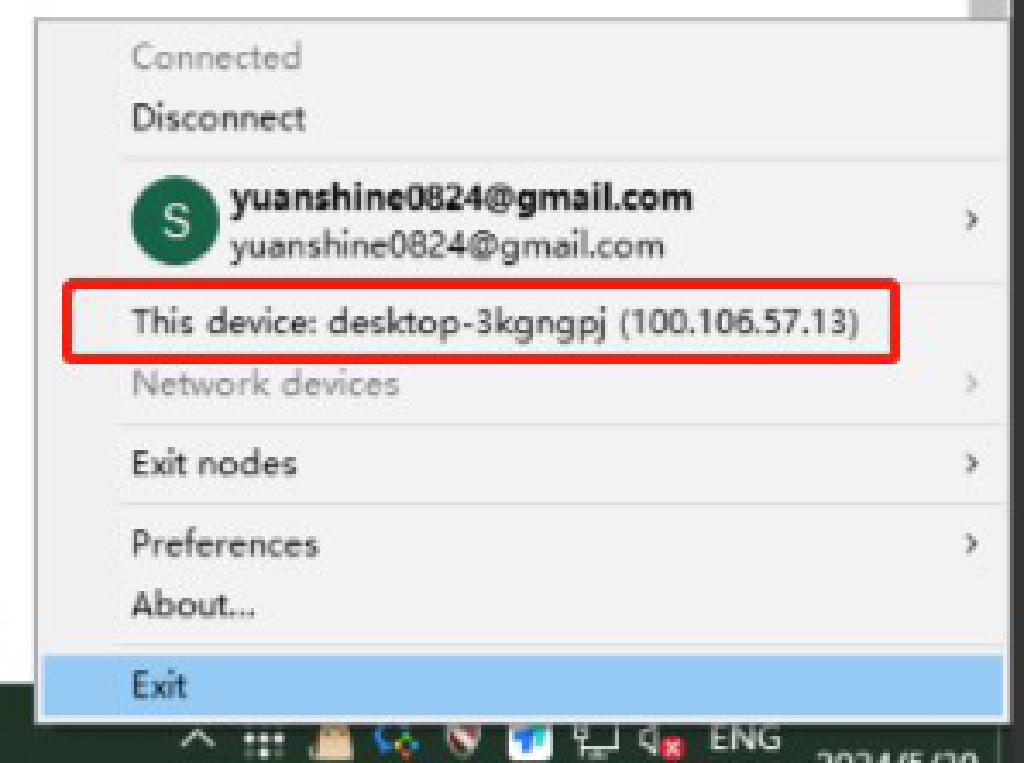 Connected
Disconnect
S
yuanshine0824@gmail.com
yuanshine0824@gmail.com
This device: desktop-3kgngpj (100.106.57.13)
Network devices
Exit nodes
Preferences
About...
Exit
ENG